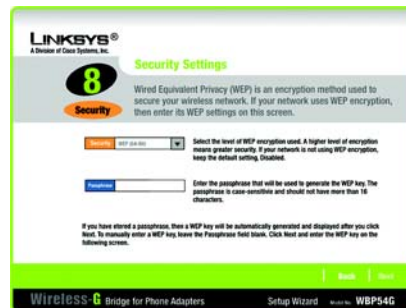 LINKSYS®
A Division of Cisco Systems, Inc.
8
Security
Security Settings
Wired Equivalent Privacy (WEP) is an encryption method used to
secure your wireless network. If your network uses WEP encryption,
then enter its WEP settings on this screen.
Security
WEP (64-Bit)
Select the level of WEP encryption used. A higher level of encryption
means greater security. If your network is not using WEP encryption,
keep the default setting, Disabled.
Passphrase
Enter the passphrase that will be used to generate the WEP key. The
passphrase is case-sensitive and should not have more than 16
characters.
If you have etered a passphrase, then a WEP key will be automatically generated and displayed after you click
Next. To manually enter a WEP key, leave the Passphrase field blank. Click Next and enter the WEP key on the
following screen.
Back
Next
Wireless-G Bridge for Phone Adapters
Setup Wizard
Model No. WBP54G